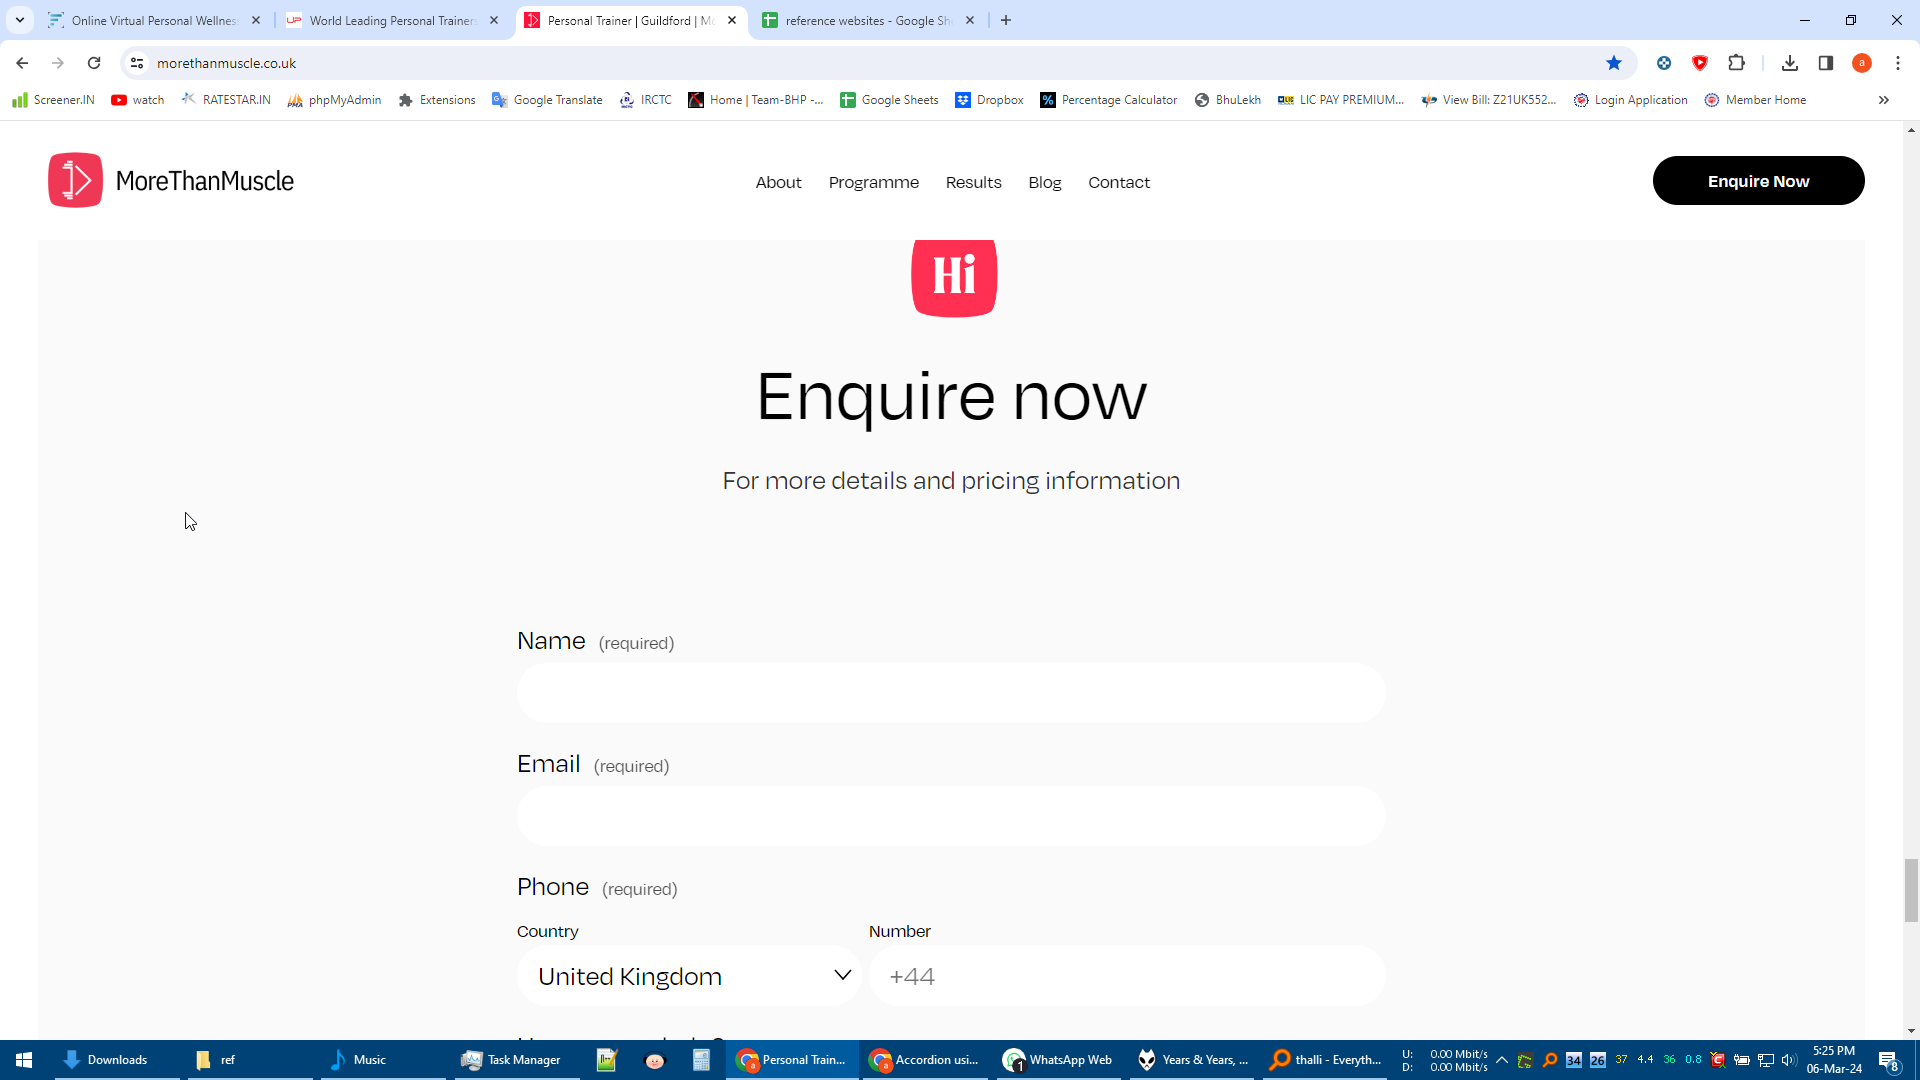 Online Virtual Personal Wellness
World Leading Personal Trainers
Personal Trainer | Guildford | Mo
reference websites - Google She
morethanmuscle.co.uk
a
Screener.IN
watch
RATESTAR.IN
phpMyAdmin
Extensions
Google Translate
IRCTC
Home | Team-BHP -...
Google Sheets
Dropbox
Percentage Calculator
BhuLekh
LIC PAY PREMIUM...
View Bill: Z21UK552...
Login Application
Member Home
MoreThanMuscle
About
Programme
Results
Blog
Contact
Enquire Now
Hi
Enquire now
For more details and pricing information
Name (required)
Email (required)
Phone (required)
Country
Number
United Kingdom
+44
Downloads
ref
Music
Task Manager
Personal Train...
Accordion usi...
WhatsApp Web
Years & Years, ...
thalli - Everyth...
U: 0.00 Mbit/s
D: 0.00 Mbit/s
34
26
37
4.4
36
0.8
5:25 PM
06-Mar-24
8